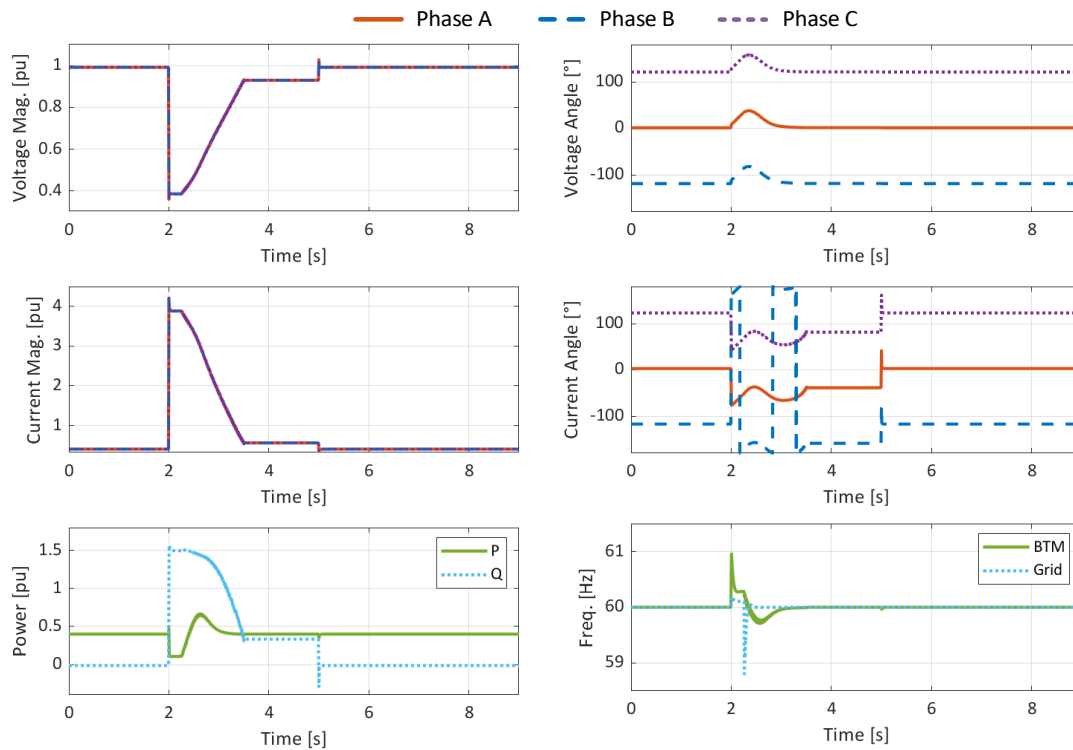 Phase A Phase B Phase C
Voltage Mag. [pu]
1
0.8
0.6
0.4
0 2 4 6 8
Time [s]
Voltage Angle [°]
100
0
-100
0 2 4 6 8
Time [s]
Current Mag. [pu]
4
3
2
1
0 2 4 6 8
Time [s]
Current Angle [°]
100
0
-100
0 2 4 6 8
Time [s]
Power [pu]
1.5
1
0.5
0
P
Q
0 2 4 6 8
Time [s]
Freq. [Hz]
61
60
59
BTM
Grid
0 2 4 6 8
Time [s]